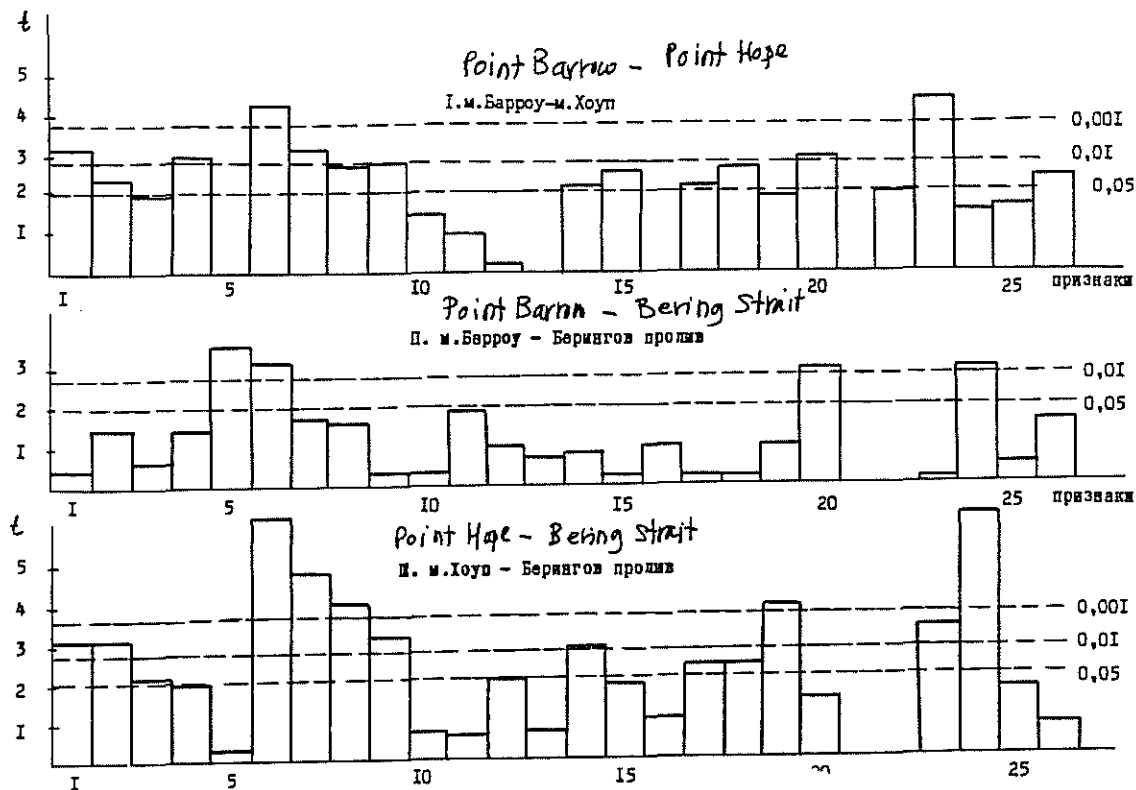 t
Point Barrow - Point Hope
I.м.Барроу-м.Хоуп
5
4
3
2
I
0,00I
0,0I
0,05
I 5 I0 I5 20 25 признаки
Point Barrow - Bering Strait
П. м.Барроу - Берингов пролив
3
2
I
0,0I
0,05
I 5 I0 I5 20 25 признаки
t
Point Hope - Bering Strait
Ш. м.Хоуп - Берингов пролив
5
4
3
2
I
0,00I
0,0I
0,05
I 5 I0 I5 25